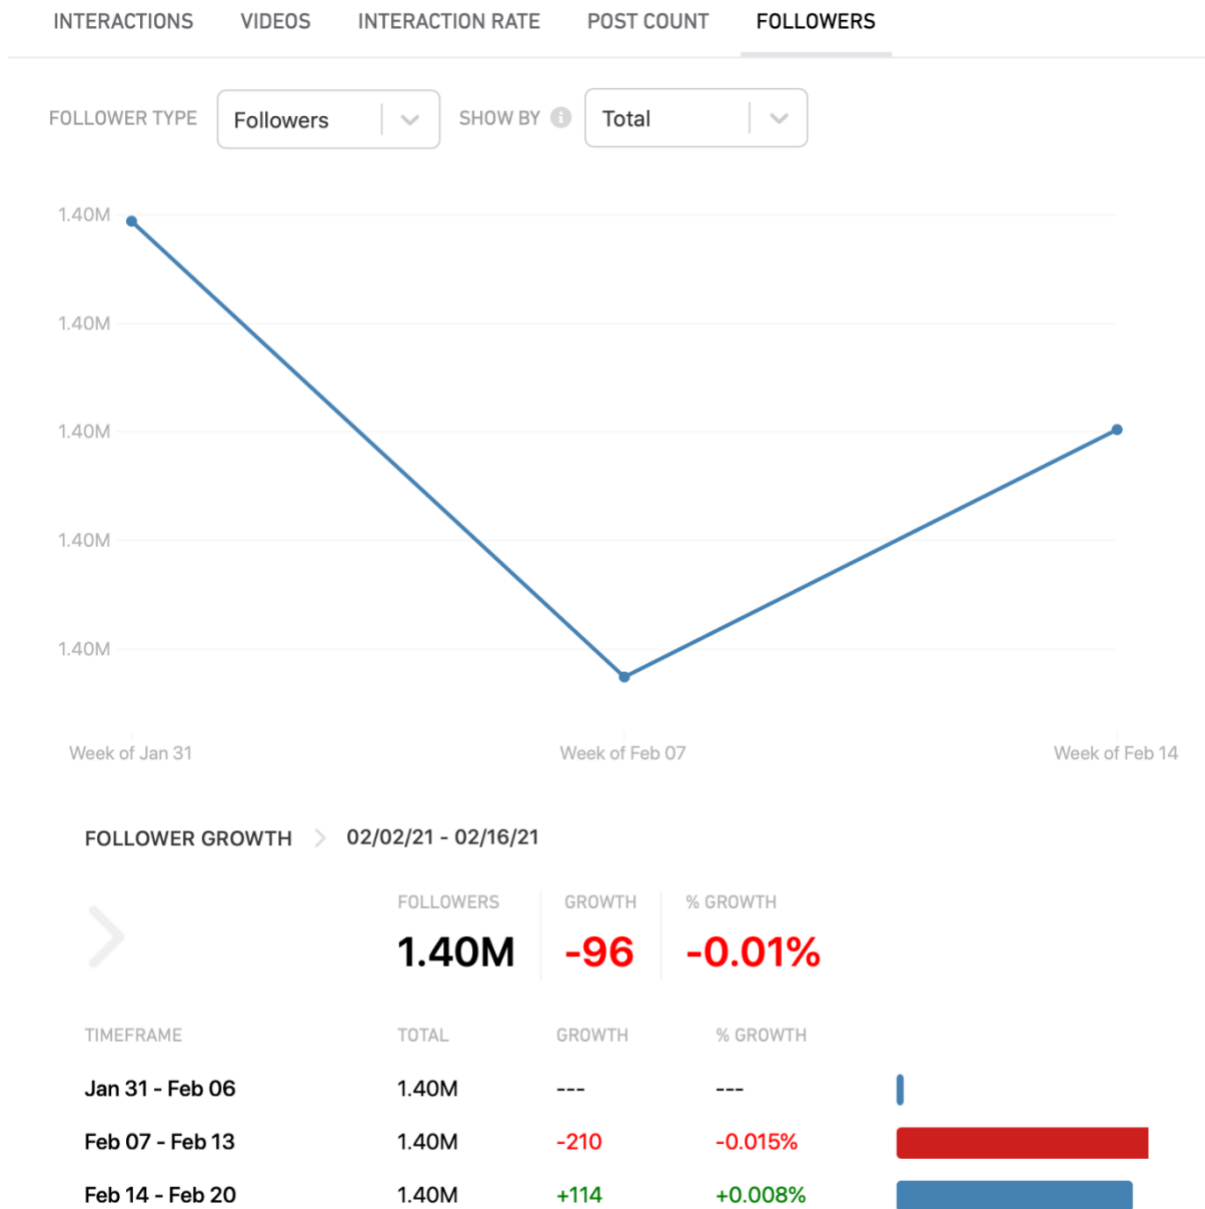 INTERACTIONS VIDEOS INTERACTION RATE POST COUNT FOLLOWERS
FOLLOWER TYPE Followers SHOW BY i Total
1.40M
1.40M
1.40M
1.40M
1.40M
Week of Jan 31 Week of Feb 07 Week of Feb 14
FOLLOWER GROWTH 02/02/21 - 02/16/21
FOLLOWERS GROWTH % GROWTH
1.40M -96 -0.01%
TIMEFRAME TOTAL GROWTH % GROWTH
Jan 31 - Feb 06 1.40M --- ---
Feb 07 - Feb 13 1.40M -210 -0.015%
Feb 14 - Feb 20 1.40M +114 +0.008%